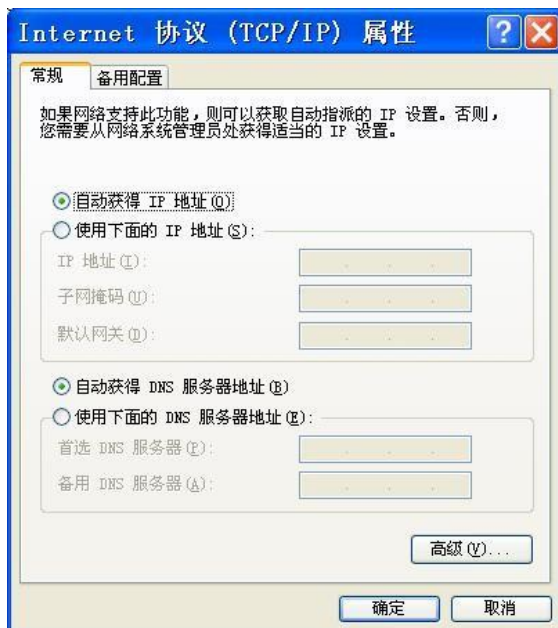 Internet 协议 (TCP/IP) 属性
常规 备用配置
如果网络支持此功能，则可以获取自动指派的 IP 设置。否则，
您需要从网络系统管理员处获得适当的 IP 设置。
自动获得 IP 地址(O)
使用下面的 IP 地址(S):
IP 地址(I):
子网掩码(U):
默认网关(D):
自动获得 DNS 服务器地址(B)
使用下面的 DNS 服务器地址(E):
首选 DNS 服务器(P):
备用 DNS 服务器(A):
高级(V)...
确定 取消